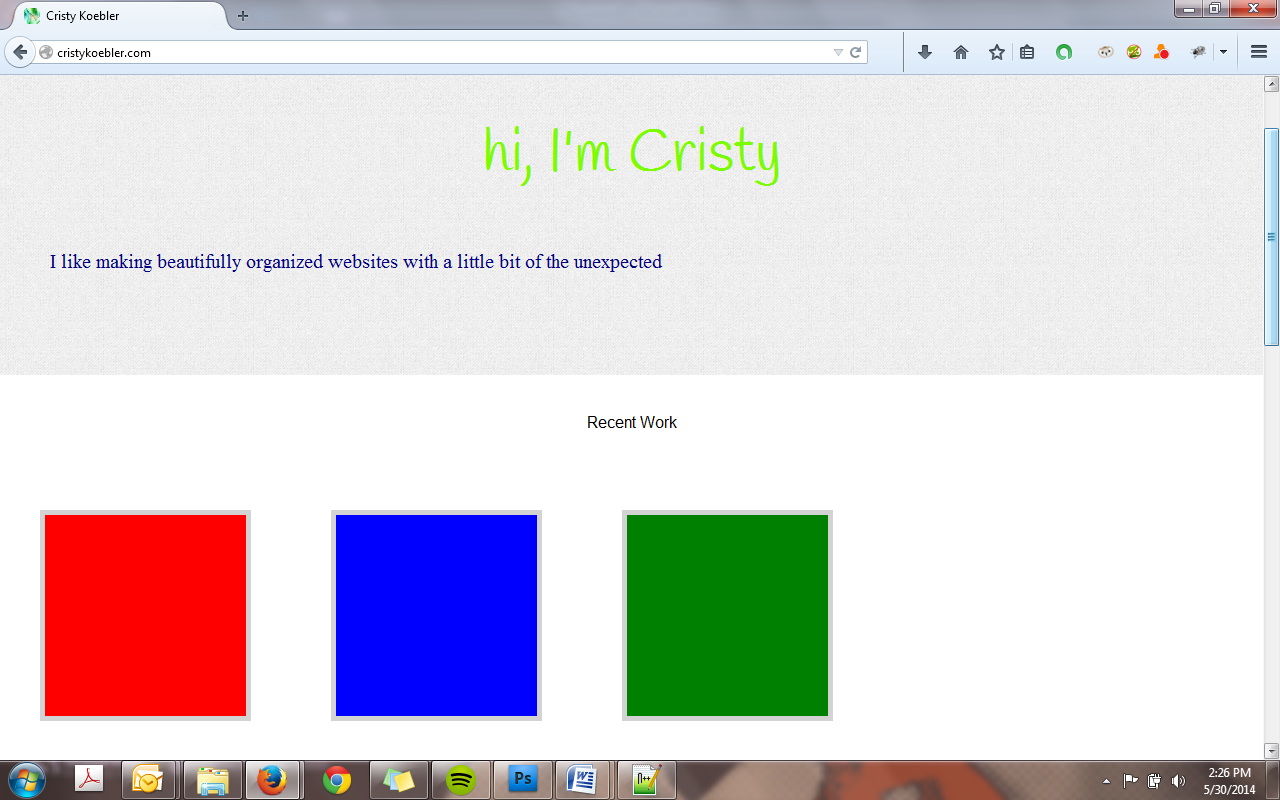 Cristy Koebler
cristykoebler.com
hi, I'm Cristy
I like making beautifully organized websites with a little bit of the unexpected
Recent Work
Ps
2:26 PM
5/30/2014